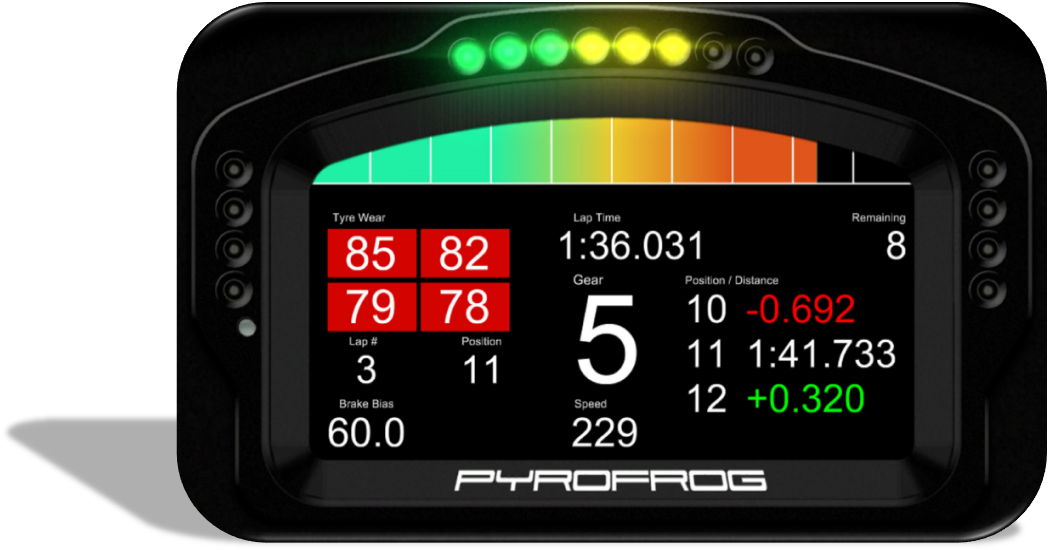 Tyre Wear
85 82
79 78
Lap # Position
3 11
Brake Bias
60.0
Lap Time
1:36.031
Gear
5
Speed
229
Remaining
8
Position / Distance
10 -0.692
11 1:41.733
12 +0.320
PYROFROG